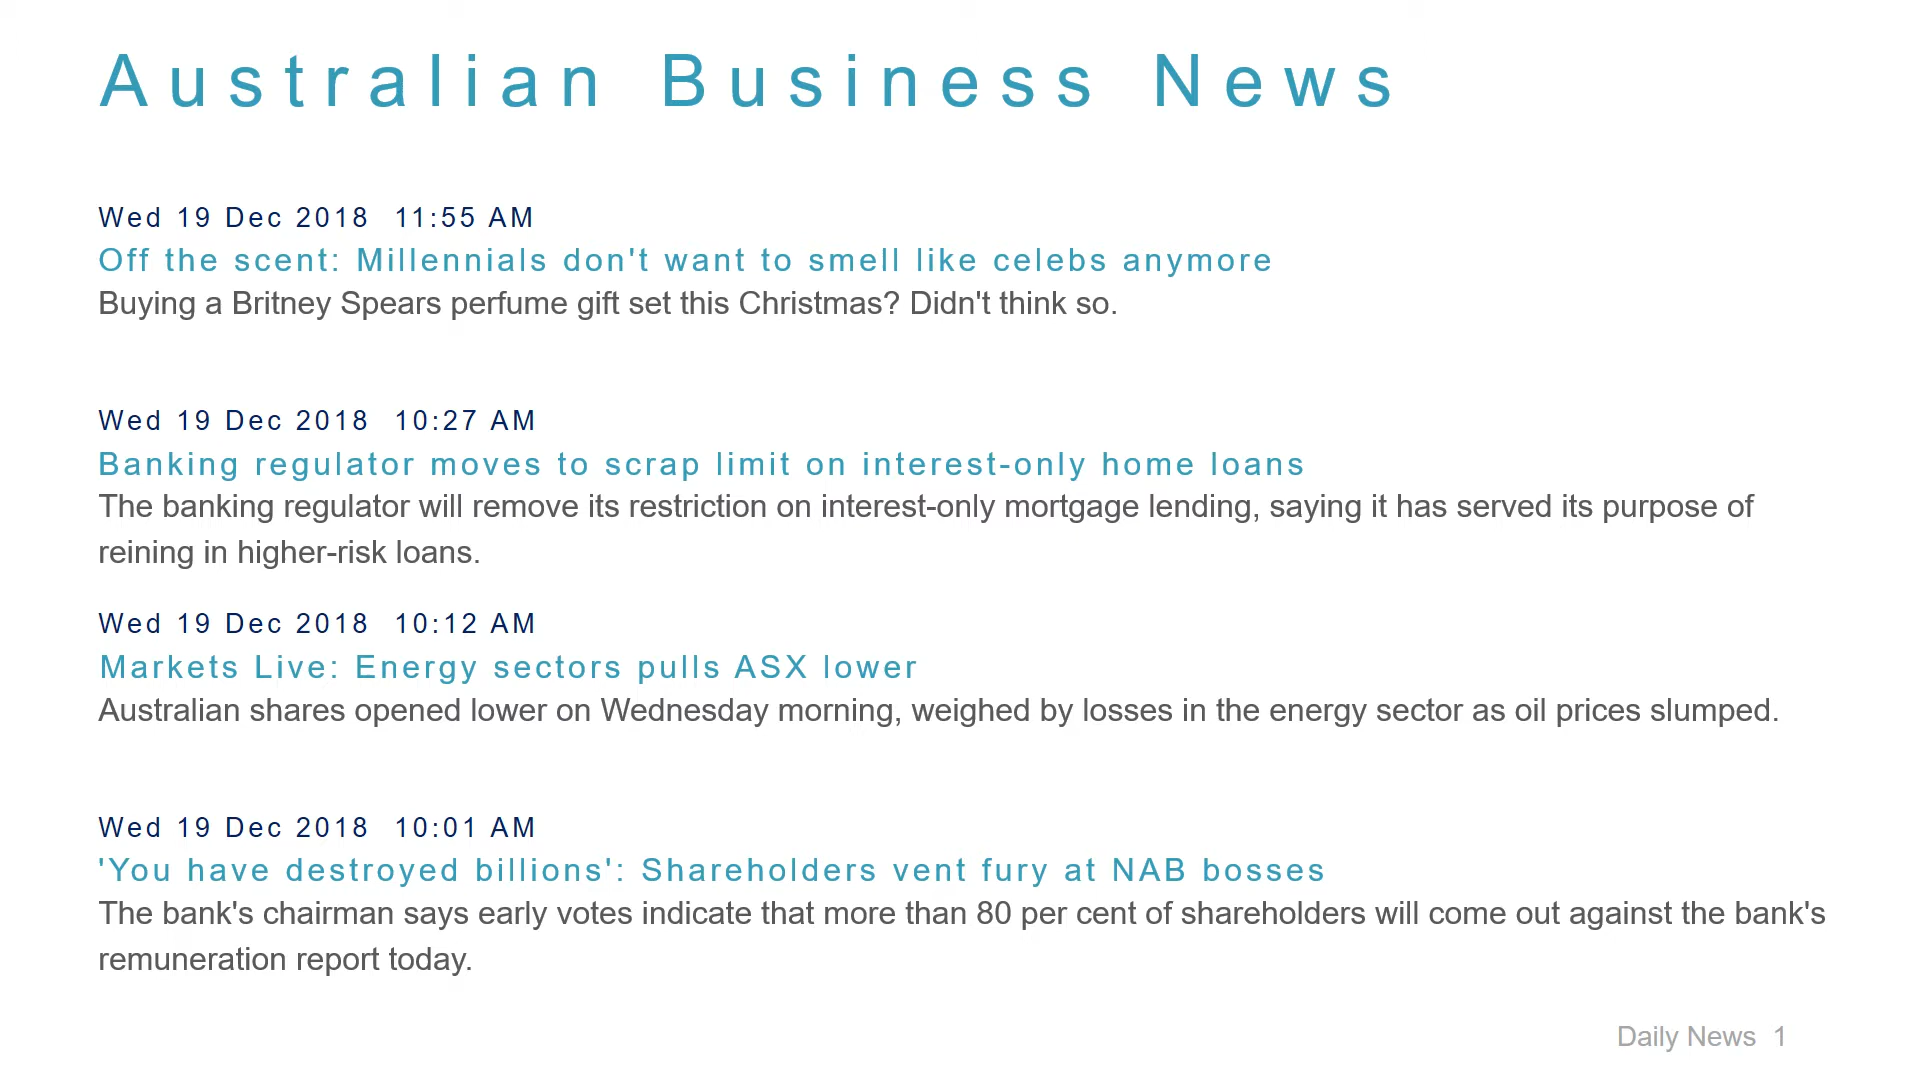 Australian Business News
Wed 19 Dec 2018  11:55 AM
Off the scent: Millennials don't want to smell like celebs anymore
Buying a Britney Spears perfume gift set this Christmas? Didn't think so.
Wed 19 Dec 2018  10:27 AM
Banking regulator moves to scrap limit on interest-only home loans
The banking regulator will remove its restriction on interest-only mortgage lending, saying it has served its purpose of
reining in higher-risk loans.
Wed 19 Dec 2018  10:12 AM
Markets Live: Energy sectors pulls ASX lower
Australian shares opened lower on Wednesday morning, weighed by losses in the energy sector as oil prices slumped.
Wed 19 Dec 2018  10:01 AM
'You have destroyed billions': Shareholders vent fury at NAB bosses
The bank's chairman says early votes indicate that more than 80 per cent of shareholders will come out against the bank's
remuneration report today.
Daily News  1